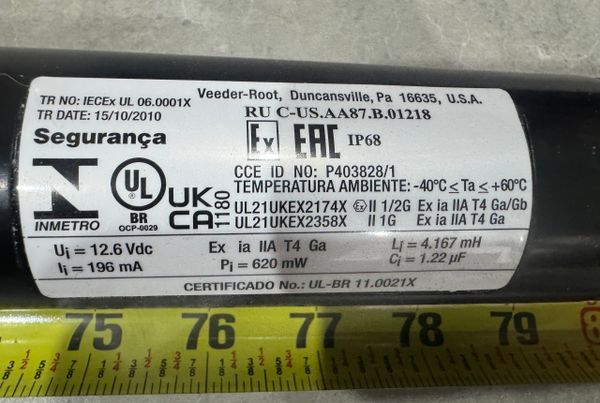 Veeder-Root, Duncansville, Pa 16635, U.S.A.
TR NO: IECEx UL 06.0001X
TR DATE: 15/10/2010
RU C-US.AA87.B.01218
Segurança
Ex EAC IP68
CCE ID NO: P403828/1
TEMPERATURA AMBIENTE: -40°C ≤ Ta ≤ +60°C
UL21UKEX2174X Ex II 1/2G Ex ia IIA T4 Ga/Gb
UL21UKEX2358X II 1G Ex ia IIA T4 Ga
N
INMETRO
UL
BR
OCP-0029
UK
CA
1180
Ui = 12.6 Vdc Ex ia IIA T4 Ga Li = 4.167 mH
Ii = 196 mA Pi = 620 mW Ci = 1.22 µF
CERTIFICADO No.: UL-BR 11.0021X
75 76 77 78 79